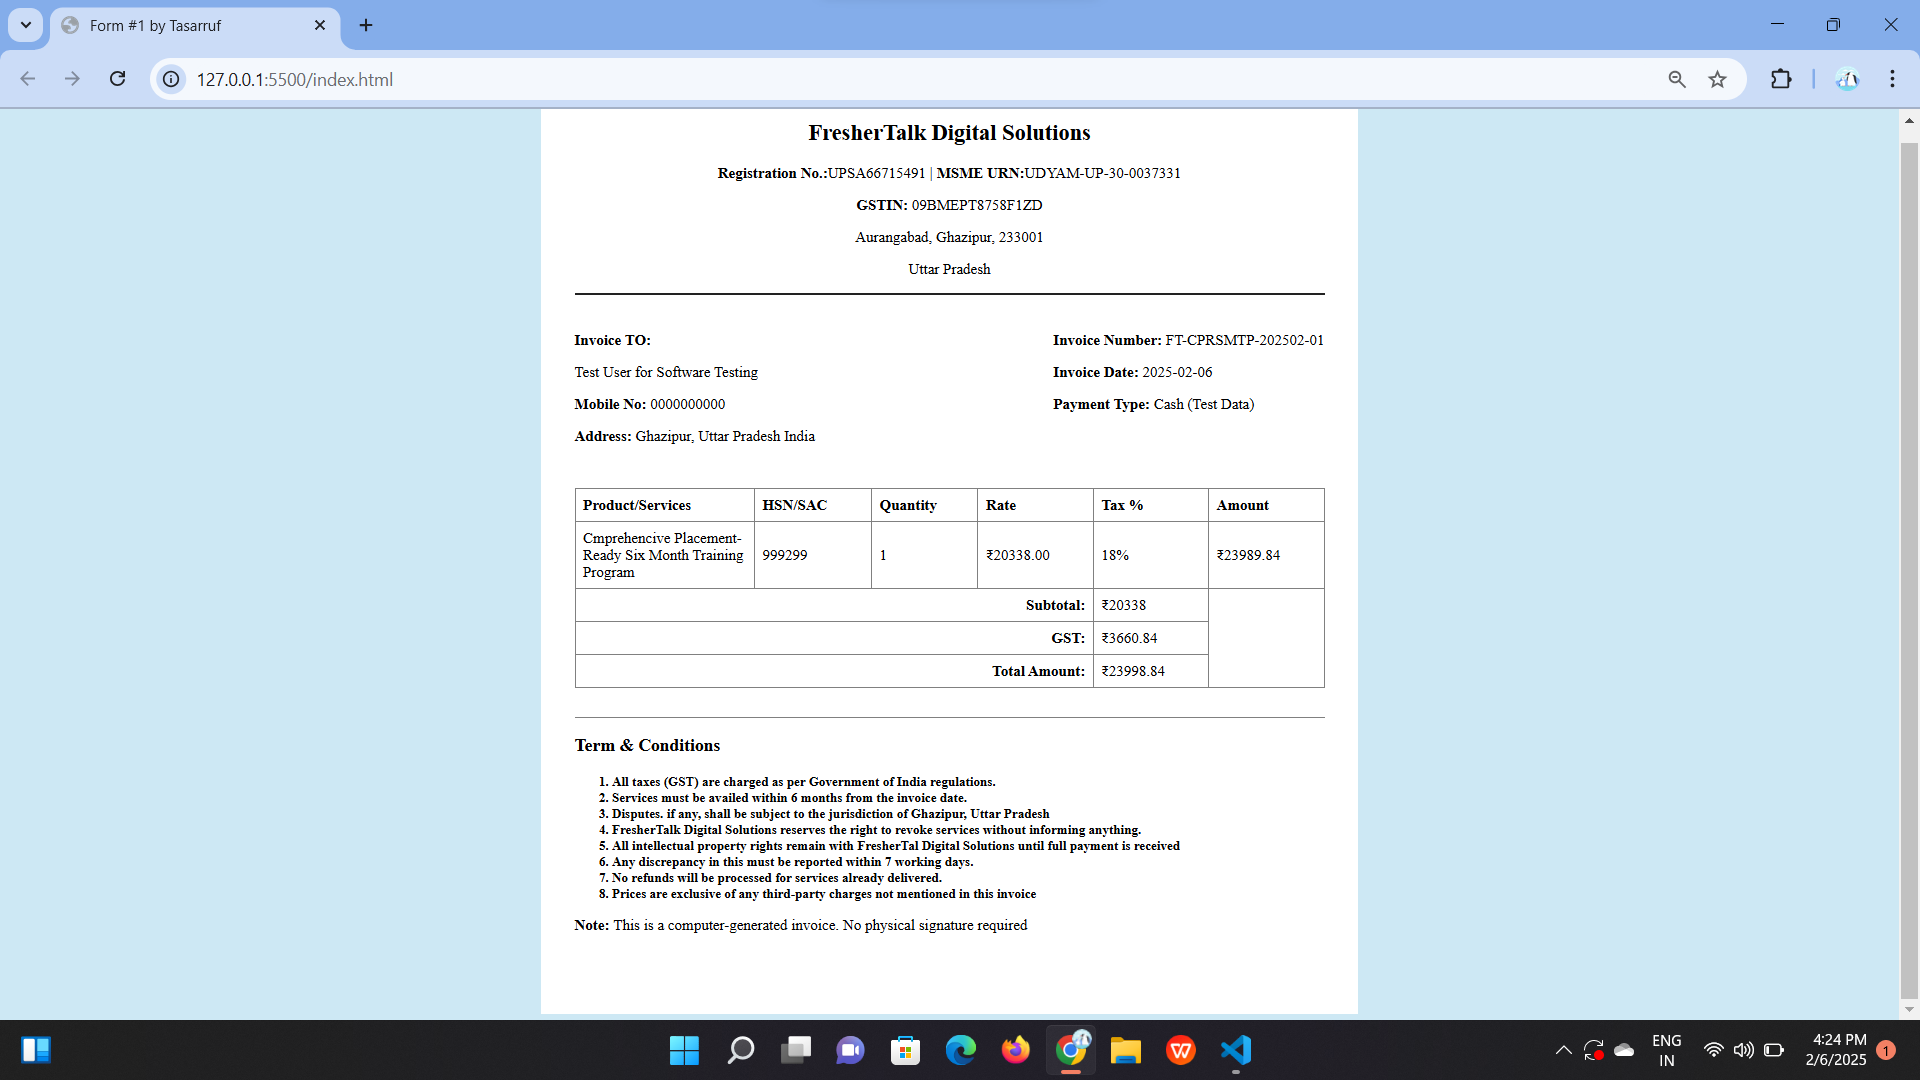 Form #1 by Tasarruf
127.0.0.1:5500/index.html
FresherTalk Digital Solutions
Registration No.:UPSA66715491 | MSME URN:UDYAM-UP-30-0037331
GSTIN: 09BMEPT8758F1ZD
Aurangabad, Ghazipur, 233001
Uttar Pradesh
Invoice TO:
Test User for Software Testing
Mobile No: 0000000000
Address: Ghazipur, Uttar Pradesh India
Invoice Number: FT-CPRSMTP-202502-01
Invoice Date: 2025-02-06
Payment Type: Cash (Test Data)
Product/Services HSN/SAC Quantity Rate Tax % Amount
Cmprehencive Placement-
Ready Six Month Training
Program
999299 1 ₹20338.00 18% ₹23989.84
Subtotal: ₹20338
GST: ₹3660.84
Total Amount: ₹23998.84
Term & Conditions
1. All taxes (GST) are charged as per Government of India regulations.
2. Services must be availed within 6 months from the invoice date.
3. Disputes. if any, shall be subject to the jurisdiction of Ghazipur, Uttar Pradesh
4. FresherTalk Digital Solutions reserves the right to revoke services without informing anything.
5. All intellectual property rights remain with FresherTal Digital Solutions until full payment is received
6. Any discrepancy in this must be reported within 7 working days.
7. No refunds will be processed for services already delivered.
8. Prices are exclusive of any third-party charges not mentioned in this invoice
Note: This is a computer-generated invoice. No physical signature required
ENG
IN
4:24 PM
2/6/2025
1